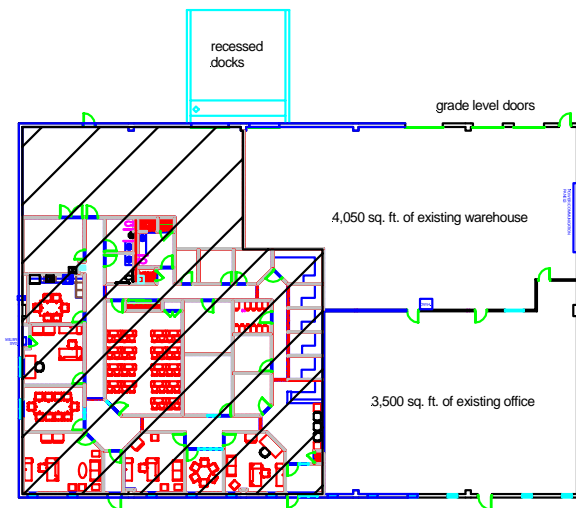 recessed
docks
grade level doors
4,050 sq. ft. of existing warehouse
3,500 sq. ft. of existing office